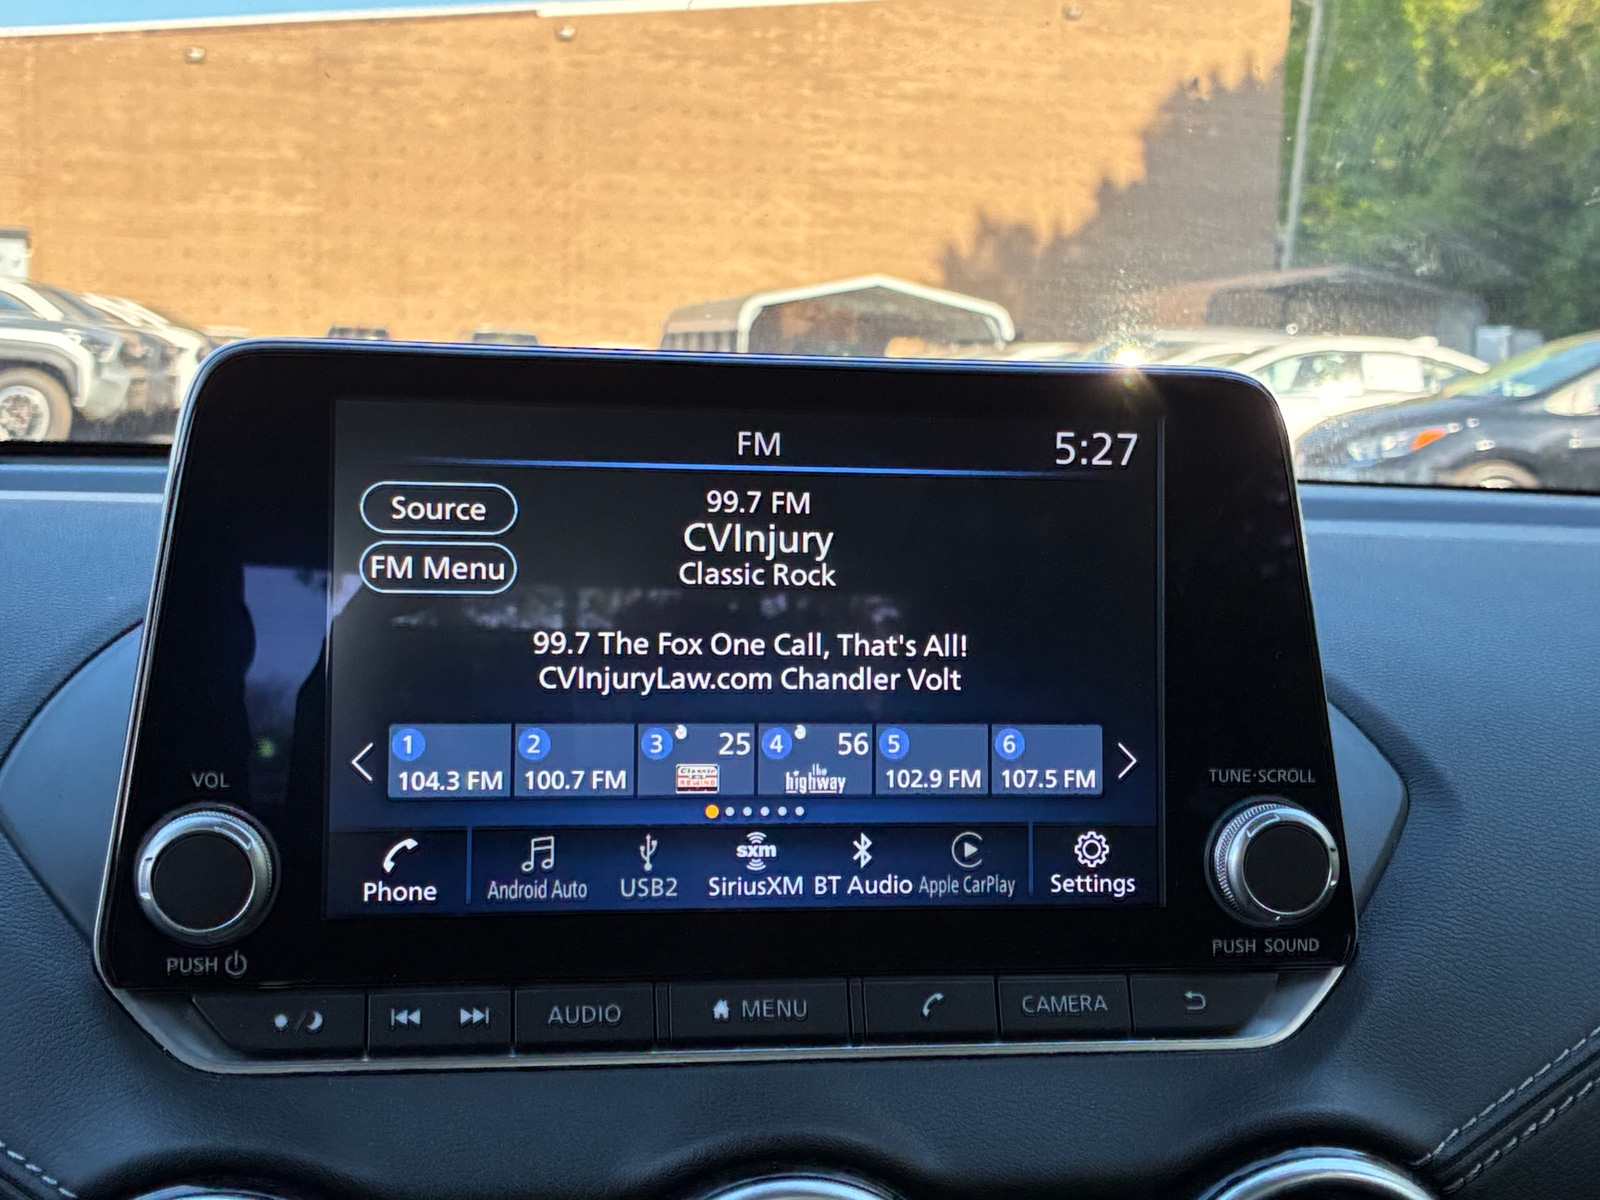 FM
5:27
Source
FM Menu
99.7 FM
CVInjury
Classic Rock
99.7 The Fox One Call, That's All!
CVInjuryLaw.com Chandler Volt
1 104.3 FM
2 100.7 FM
3 25 Classic REWIND
4 56 the highway
5 102.9 FM
6 107.5 FM
VOL
PUSH
TUNE·SCROLL
PUSH SOUND
Phone
Android Auto
USB2
sxm
SiriusXM
BT Audio
Apple CarPlay
Settings
AUDIO
MENU
CAMERA